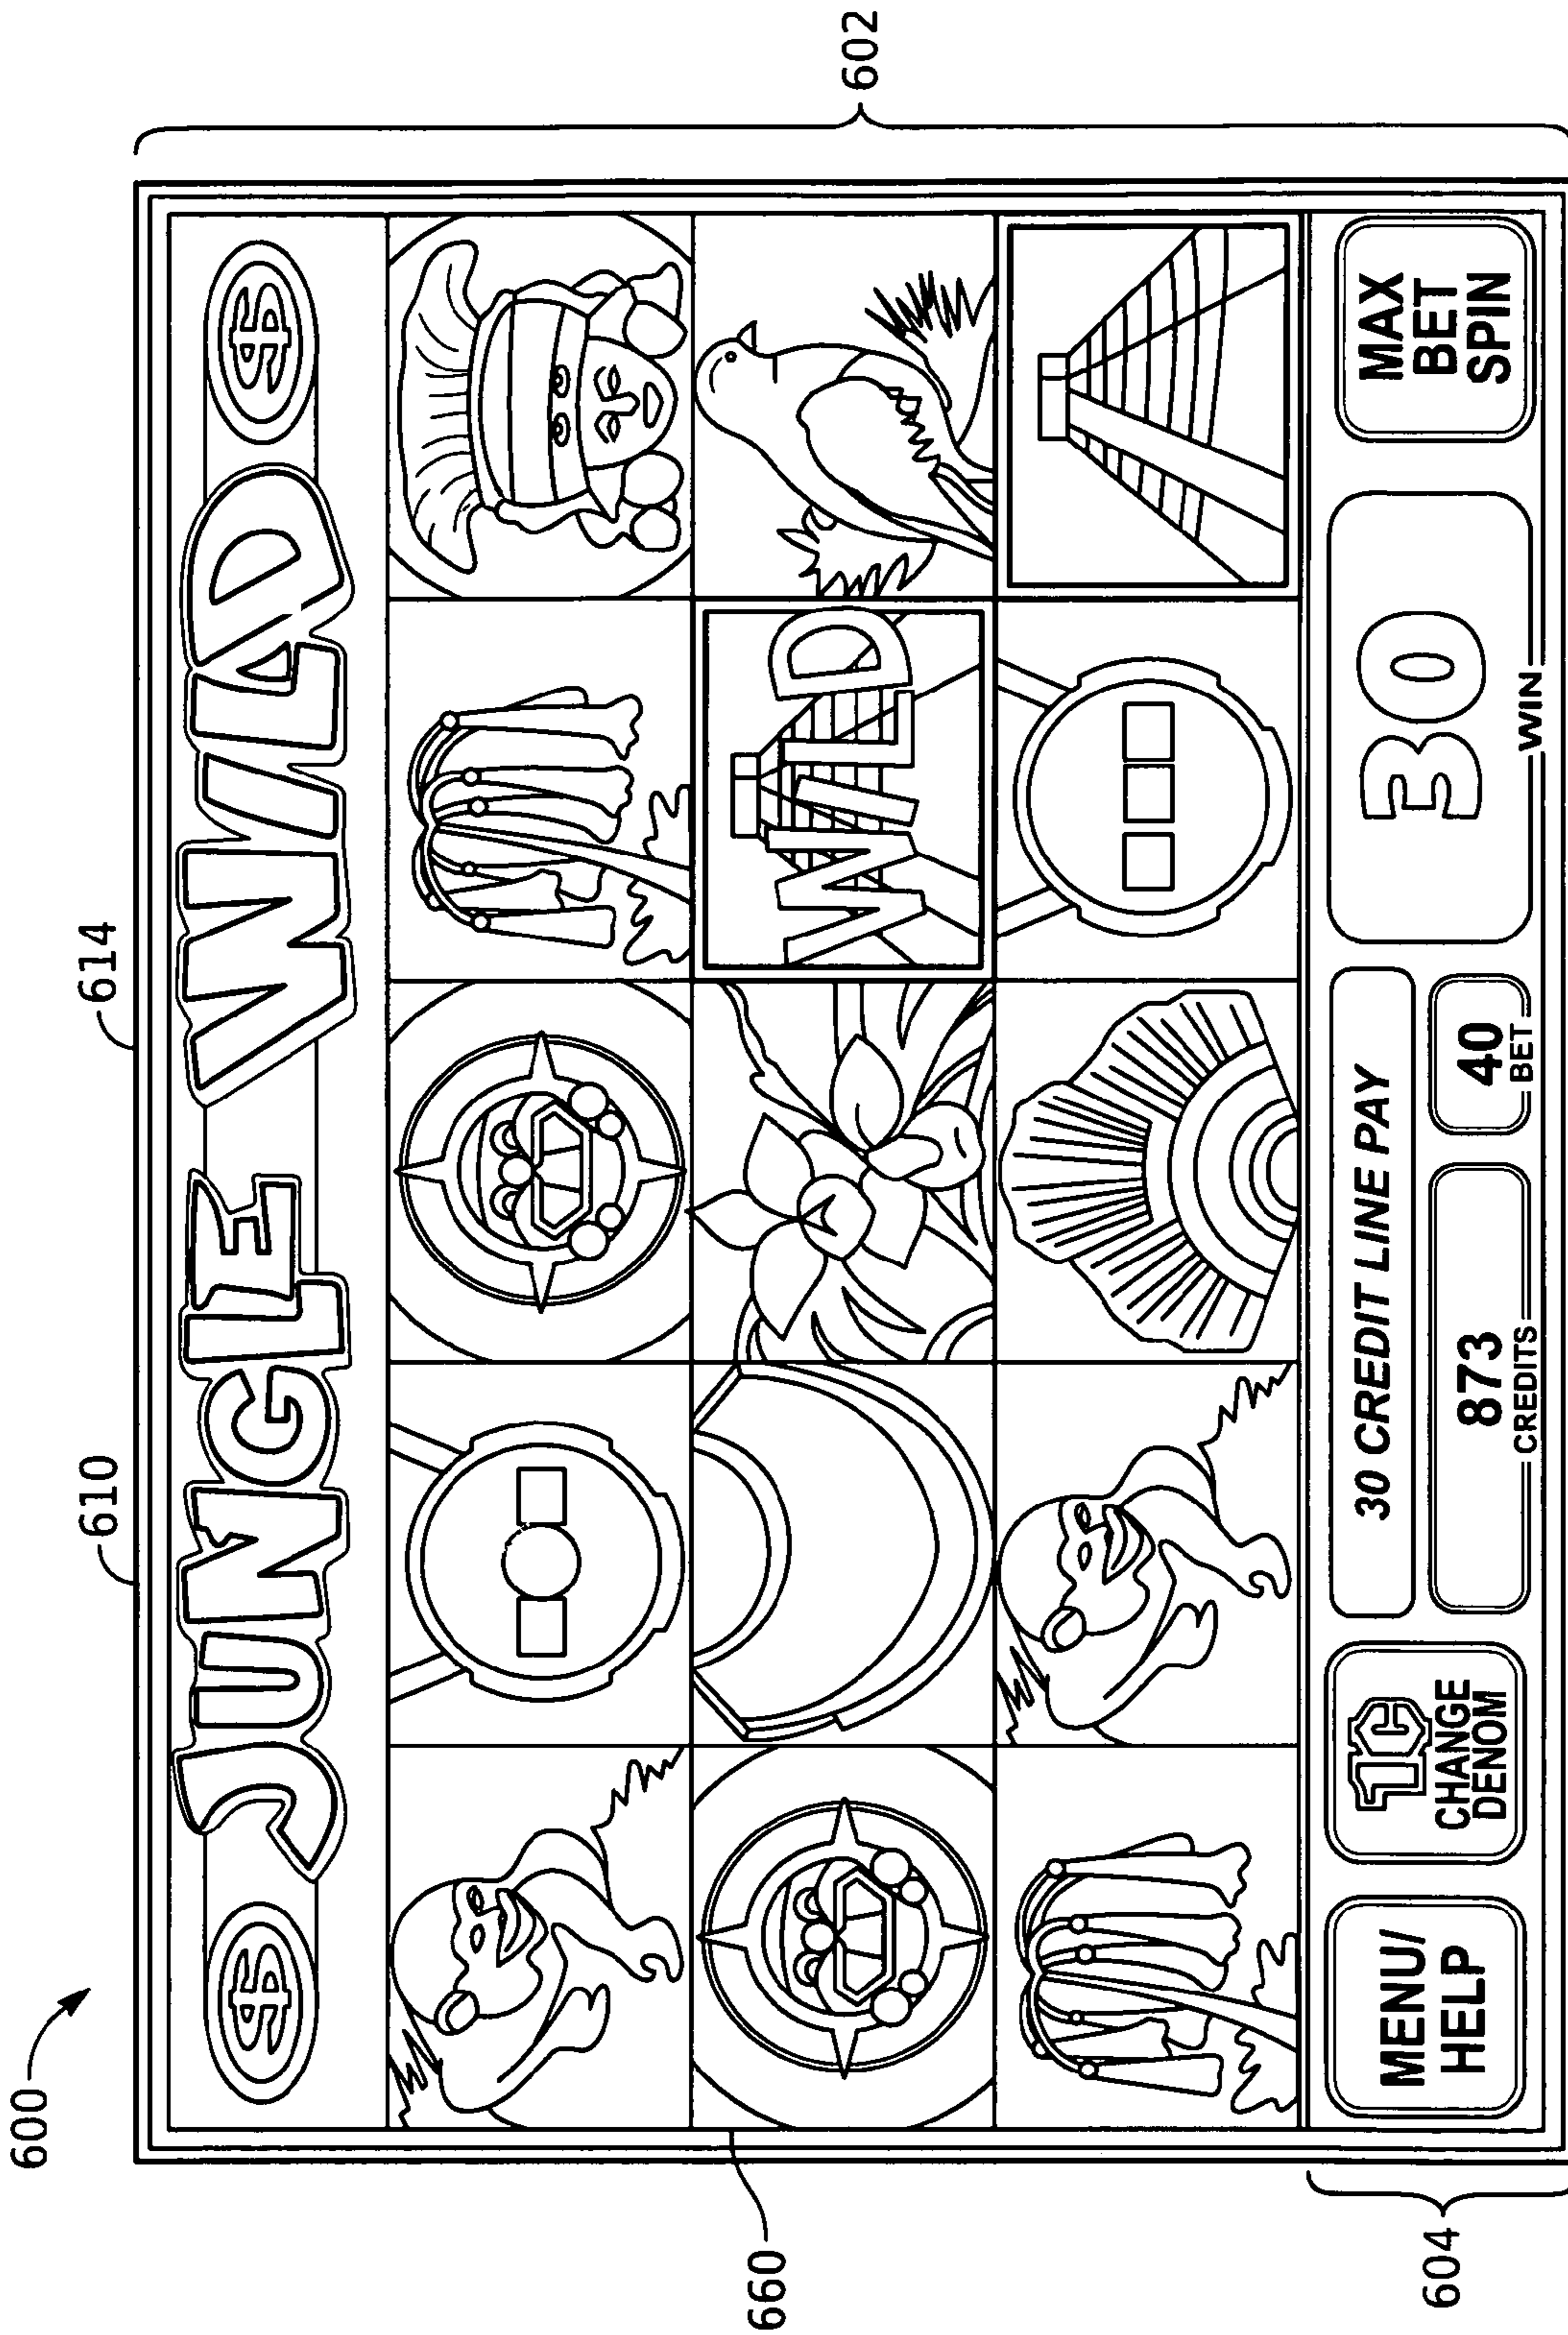 600
610
614
602
$ JUNGLE WILD $
WILD
660
604
MENU/
HELP
1C
CHANGE
DENOM
30 CREDIT LINE PAY
873
CREDITS
40
BET
30
WIN
MAX
BET
SPIN